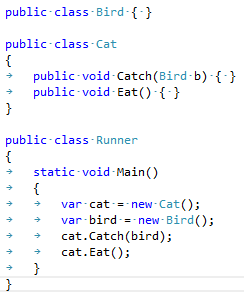 public class Bird { }

public class Cat
{
    public void Catch(Bird b) { }
    public void Eat() { }
}

public class Runner
{
    static void Main()
    {
        var cat = new Cat();
        var bird = new Bird();
        cat.Catch(bird);
        cat.Eat();
    }
}